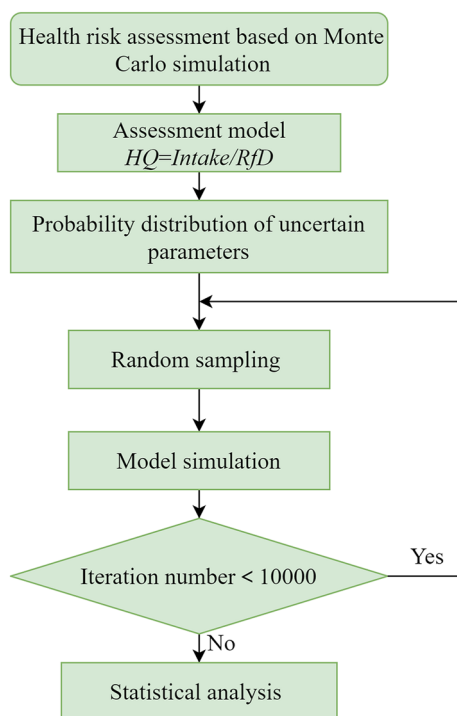 Health risk assessment based on Monte
Carlo simulation
Assessment model
HQ=Intake/RfD
Probability distribution of uncertain
parameters
Random sampling
Model simulation
Iteration number < 10000
Yes
No
Statistical analysis